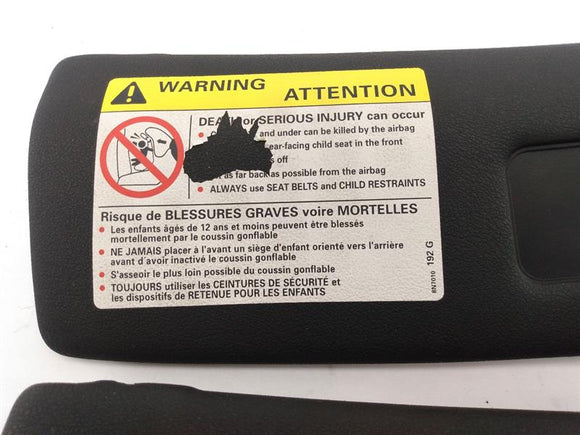 WARNING
ATTENTION
SERIOUS INJURY can occur
and under can be killed by the airbag
child seat in the front
off
as far back as possible from the airbag
ALWAYS use SEAT BELTS and CHILD RESTRAINTS
Risque de BLESSURES GRAVES voire MORTELLES
Les enfants âgés de 12 ans et moins peuvent être blessés
mortellement par le coussin gonflable
NE JAMAIS placer à l'avant un siège d'enfant orienté vers l'arrière
avant d'avoir inactivé le coussin gonflable
S'asseoir le plus loin possible du coussin gonflable
TOUJOURS utiliser les CEINTURES DE SÉCURITÉ et
les dispositifs de RETENUE POUR LES ENFANTS
8N7010 192 G